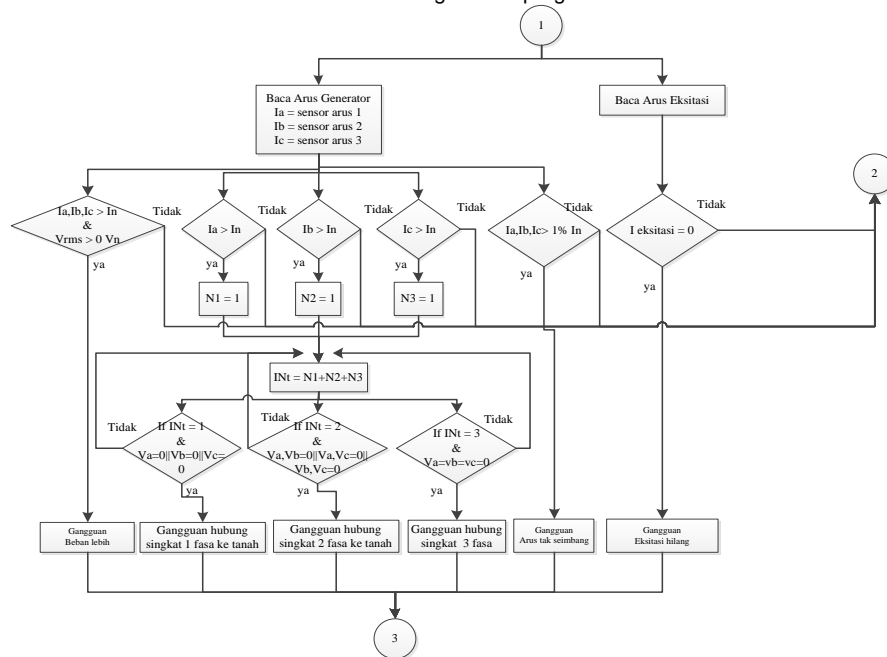 1
Baca Arus Generator
Ia = sensor arus 1
Ib = sensor arus 2
Ic = sensor arus 3
Baca Arus Eksitasi
2
Ia,Ib,Ic > In
&
Vrms > 0 Vn
Tidak
ya
Ia > In
Tidak
ya
Ib > In
Tidak
ya
Ic > In
Tidak
ya
Ia,Ib,Ic> 1% In
Tidak
ya
I eksitasi = 0
Tidak
ya
N1 = 1
N2 = 1
N3 = 1
INt = N1+N2+N3
Tidak
If INt = 1
&
Va=0||Vb=0||Vc=
0
ya
Tidak
If INt = 2
&
Va,Vb=0||Va,Vc=0||
Vb,Vc=0
ya
Tidak
If INt = 3
&
Va=vb=vc=0
ya
Gangguan
Beban lebih
Gangguan hubung
singkat 1 fasa ke tanah
Gangguan hubung
singkat 2 fasa ke tanah
Gangguan hubung
singkat 3 fasa
Gangguan
Arus tak seimbang
Gangguan
Eksitasi hilang
3